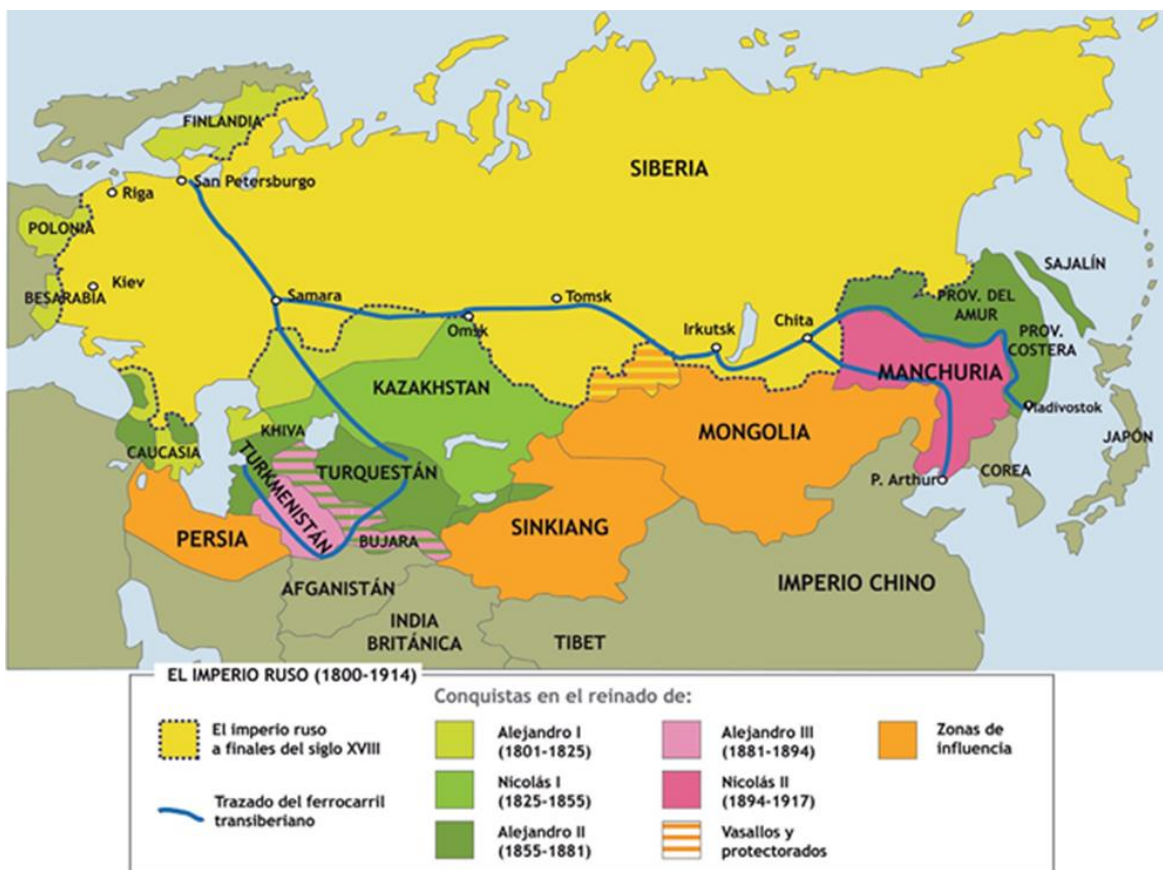 FINLANDIA
San Petersburgo
Riga
SIBERIA
POLONIA
Kiev
BESARABIA
Samara
Omsk
Tomsk
Irkutsk
Chita
PROV. DEL
AMUR
SAJALÍN
PROV.
COSTERA
KAZAKHSTAN
MANCHURIA
Vladivostok
MONGOLIA
JAPÓN
KHIVA
CAUCASIA
TURQUESTÁN
TURKMENISTÁN
P. Arthur
COREA
PERSIA
BUJARA
SINKIANG
AFGANISTÁN
IMPERIO CHINO
INDIA
BRITÁNICA
TIBET
EL IMPERIO RUSO (1800-1914)
Conquistas en el reinado de:
El imperio ruso
a finales del siglo XVIII
Trazado del ferrocarril
transiberiano
Alejandro I
(1801-1825)
Nicolás I
(1825-1855)
Alejandro II
(1855-1881)
Alejandro III
(1881-1894)
Nicolás II
(1894-1917)
Vasallos y
protectorados
Zonas de
influencia